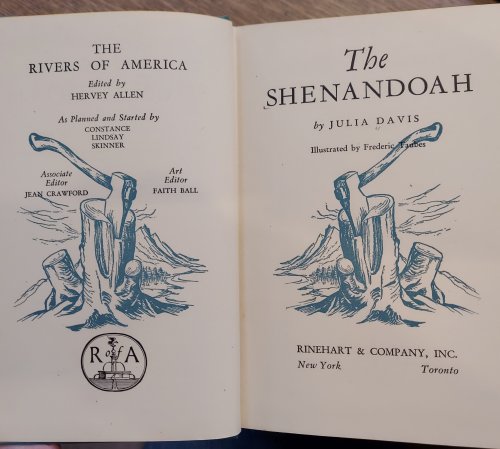 THE
RIVERS OF AMERICA
Edited by
HERVEY ALLEN
As Planned and Started by
CONSTANCE
LINDSAY
SKINNER
Associate
Editor
JEAN CRAWFORD
Art
Editor
FAITH BALL
R of A
The
SHENANDOAH
by JULIA DAVIS
Illustrated by Frederic Taubes
RINEHART & COMPANY, INC.
New York Toronto